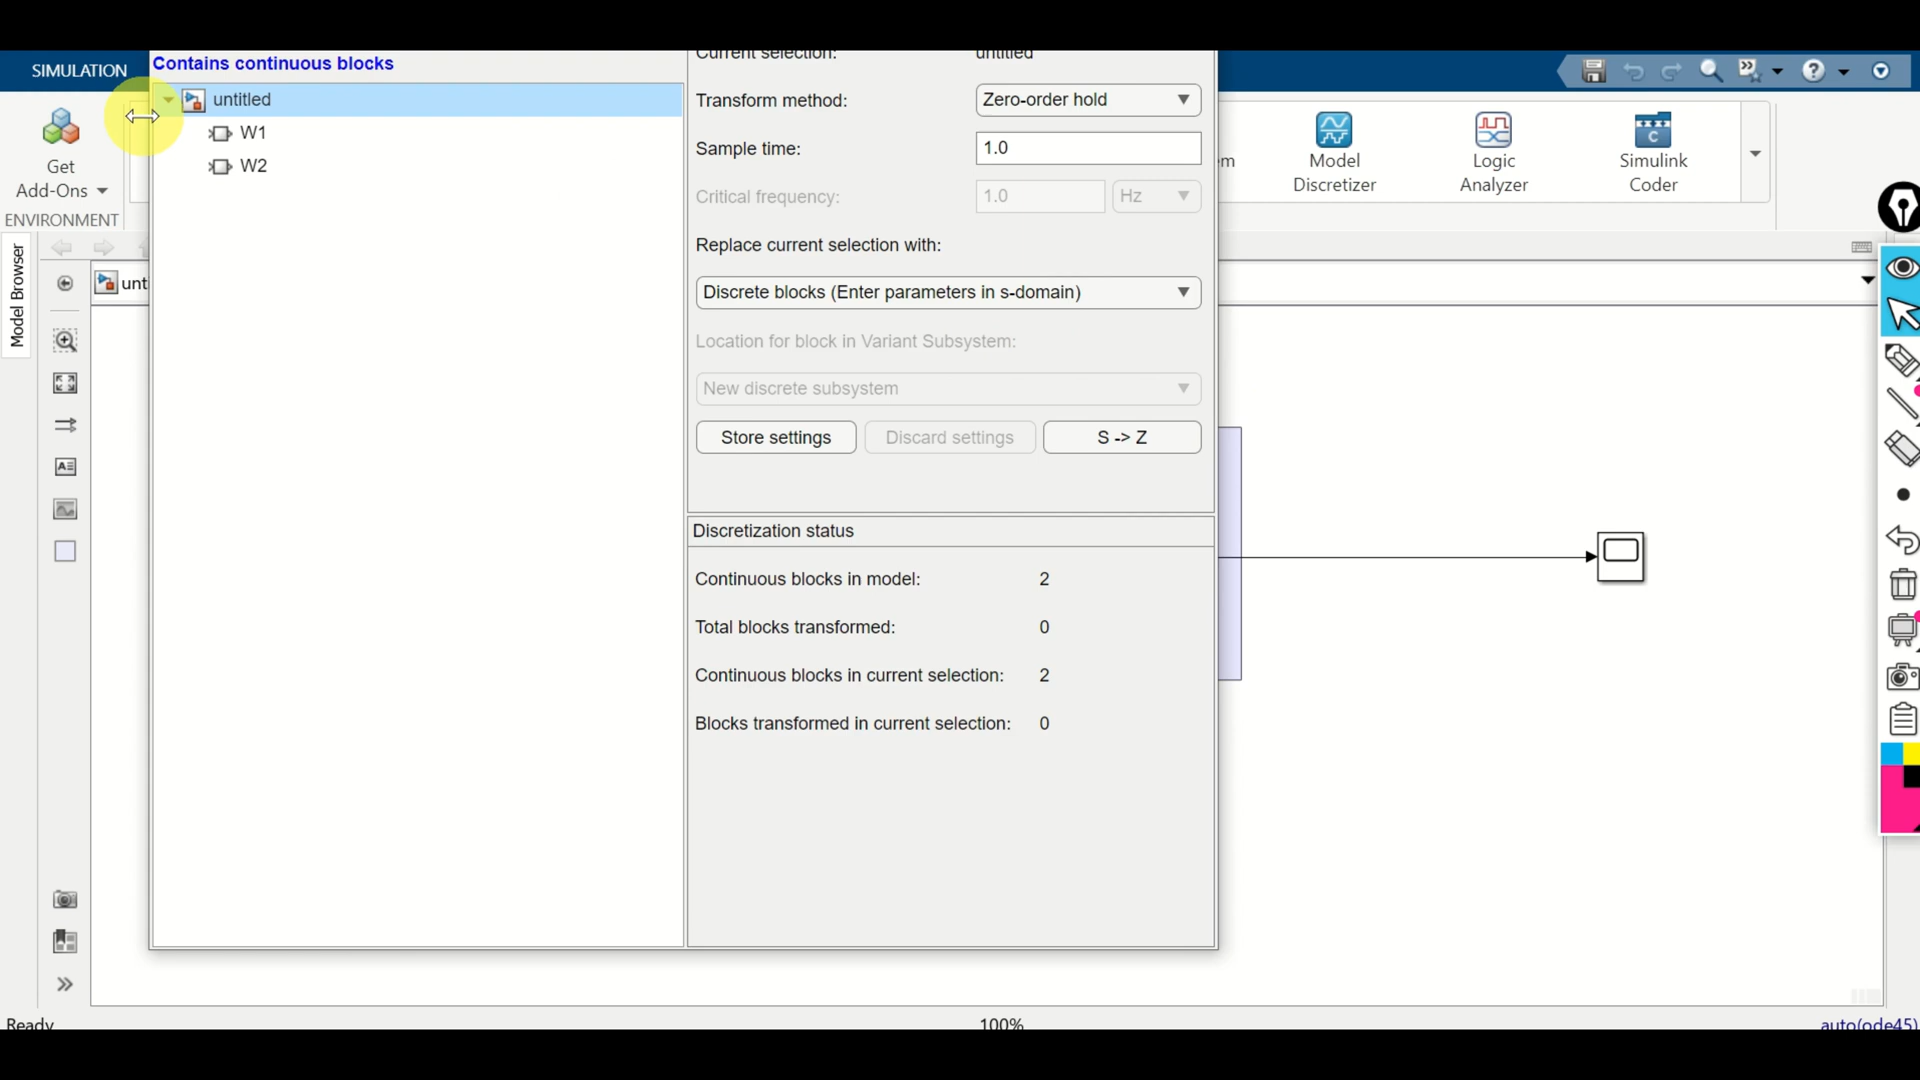 SIMULATION
Get
Add-Ons
ENVIRONMENT
Model Browser
unt
Contains continuous blocks
untitled
W1
W2
Current selection: untitled
Transform method: Zero-order hold
Sample time: 1.0
Critical frequency: 1.0 Hz
Replace current selection with:
Discrete blocks (Enter parameters in s-domain)
Location for block in Variant Subsystem:
New discrete subsystem
Store settings Discard settings S -> Z
Discretization status
Continuous blocks in model: 2
Total blocks transformed: 0
Continuous blocks in current selection: 2
Blocks transformed in current selection: 0
m
Model
Discretizer
Logic
Analyzer
Simulink
Coder
Ready
100%
auto(ode45)